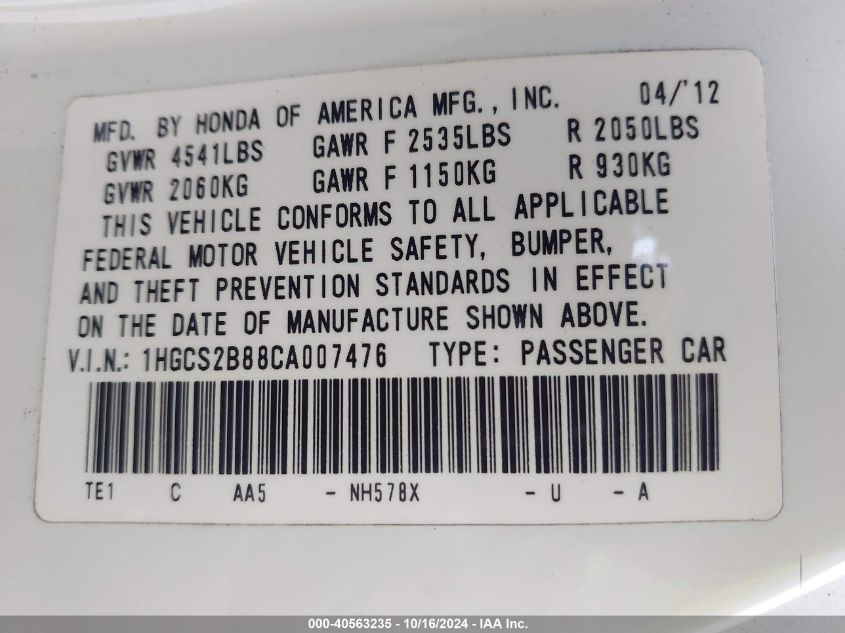 MFD. BY HONDA OF AMERICA MFG., INC. 04/'12
GVWR 4541LBS GAWR F 2535LBS R 2050LBS
GVWR 2060KG GAWR F 1150KG R 930KG
THIS VEHICLE CONFORMS TO ALL APPLICABLE
FEDERAL MOTOR VEHICLE SAFETY, BUMPER,
AND THEFT PREVENTION STANDARDS IN EFFECT
ON THE DATE OF MANUFACTURE SHOWN ABOVE.
V.I.N.: 1HGCS2B88CA007476 TYPE: PASSENGER CAR
TE1 C AA5 - NH578X - U - A
000-40563235 - 10/16/2024 - IAA Inc.